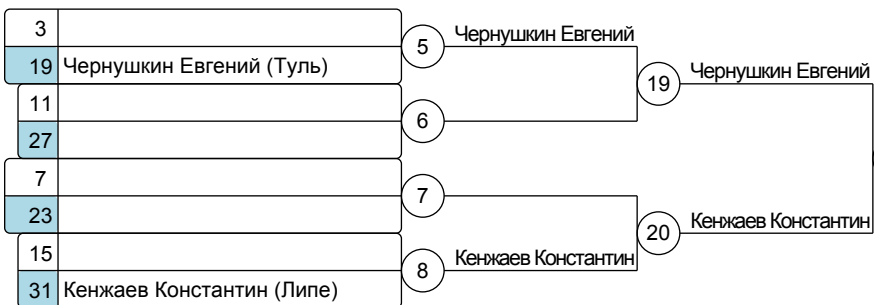 3
19 Чернушкин Евгений (Туль)
5
Чернушкин Евгений
11
27
6
19
Чернушкин Евгений
7
23
7
15
31 Кенжаев Константин (Липе)
8
Кенжаев Константин
20
Кенжаев Константин